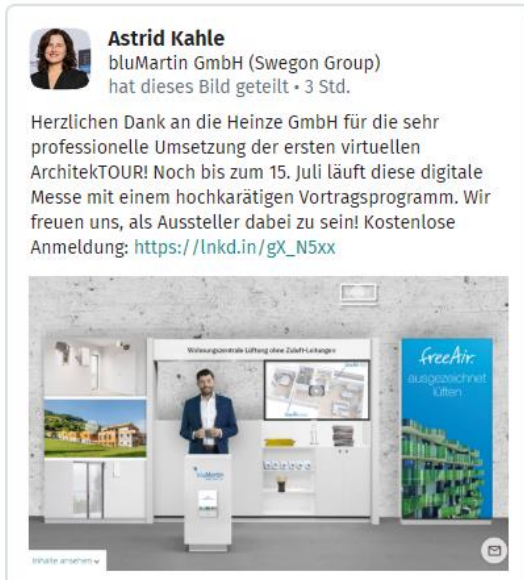 Astrid Kahle
bluMartin GmbH (Swegon Group)
hat dieses Bild geteilt • 3 Std.
Herzlichen Dank an die Heinze GmbH für die sehr
professionelle Umsetzung der ersten virtuellen
ArchitekTOUR! Noch bis zum 15. Juli läuft diese digitale
Messe mit einem hochkarätigen Vortragsprogramm. Wir
freuen uns, als Aussteller dabei zu sein! Kostenlose
Anmeldung: https://lnkd.in/gX_N5xx
Wohnungszentrale Lüftung ohne Zuluft-Leitungen
freeAir.
ausgezeichnet
lüften
bluMartin
Inhalte ansehen